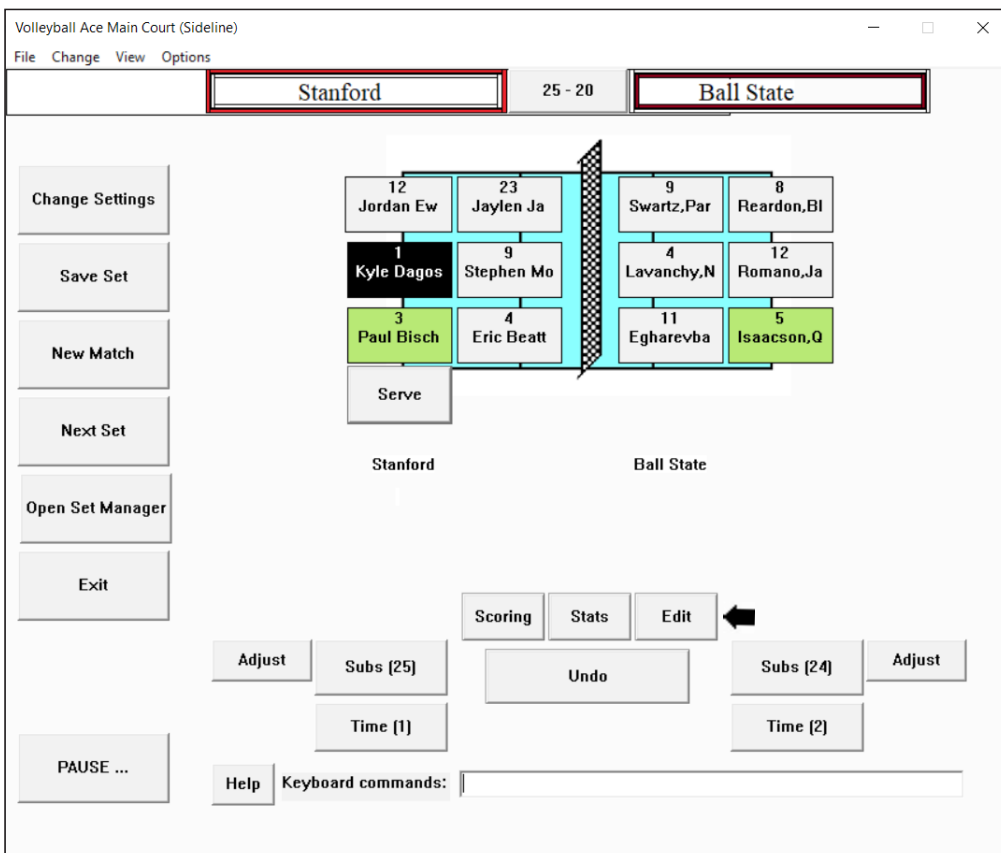 Volleyball Ace Main Court (Sideline)
File Change View Options
Stanford 25 - 20 Ball State
Change Settings
Save Set
New Match
Next Set
Open Set Manager
Exit
PAUSE ...
12 23 9 8
Jordan Ew Jaylen Ja Swartz,Par Reardon,Bl
1 9 4 12
Kyle Dagos Stephen Mo Lavanchy,N Romano,Ja
3 4 11 5
Paul Bisch Eric Beatt Egharevba Isaacson,Q
Serve
Stanford Ball State
Scoring Stats Edit
Adjust Subs (25) Undo Subs (24) Adjust
Time (1) Time (2)
Help Keyboard commands: